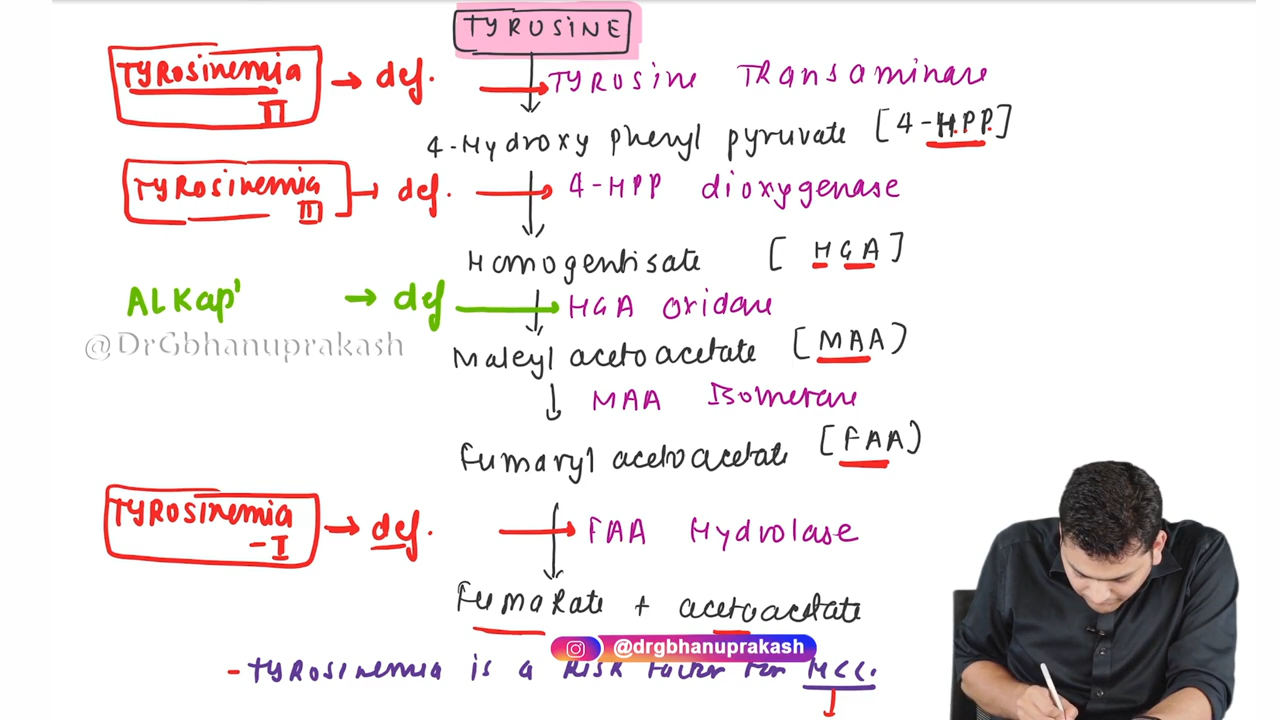 TYROSINE
TYROSinemia II → def. → TYROSine TRansaminase
4-Hydroxy phenyl pyruvate [4-HPP]
TYROSinemia III → def. → 4-HPP dioxygenase
Homogentisate [HGA]
ALKap' → def → HGA oxidase
@DrGbhanuprakash
Maleyl acetoacetate [MAA]
MAA Isomerase
Fumaryl acetoacetate [FAA]
TYROSinemia - I → def. → FAA Hydrolase
FumaRate + acetoacetate
@drgbhanuprakash
- TYROSINEMIA is a RISK Factor for HCC.